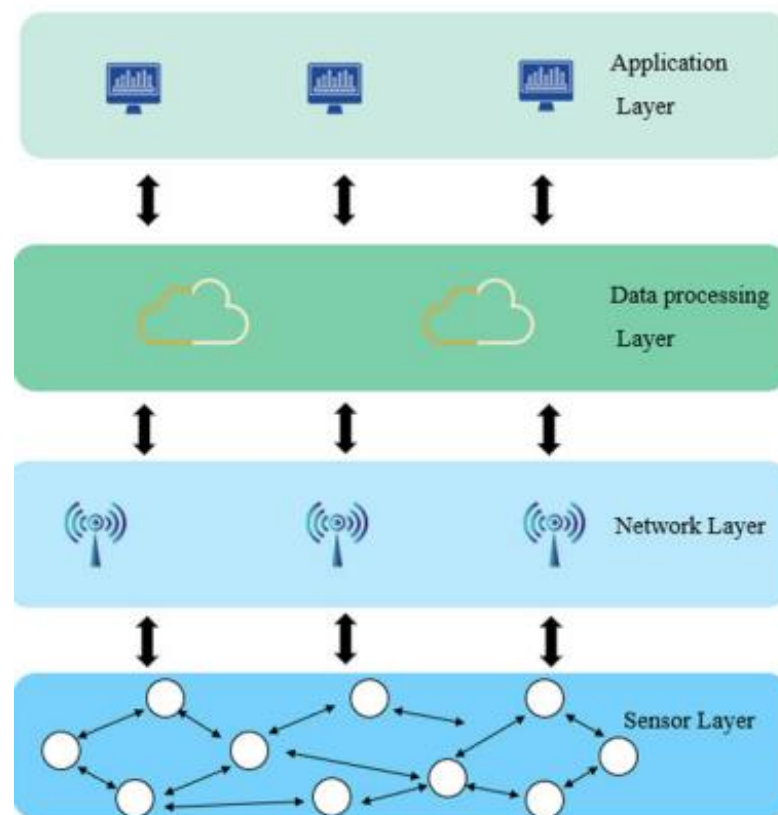 Application
Layer
Data processing
Layer
Network Layer
Sensor Layer